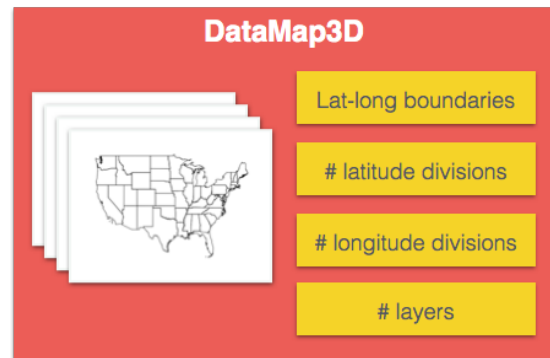 DataMap3D
Lat-long boundaries
# latitude divisions
# longitude divisions
# layers